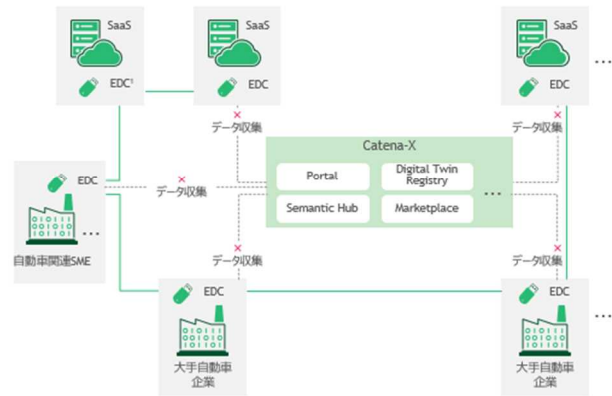 SaaS
EDC¹
SaaS
EDC
SaaS
EDC
...
×
データ収集
×
データ収集
Catena-X
Portal
Digital Twin
Registry
Semantic Hub
Marketplace
...
EDC
...
自動車関連SME
×
データ収集
×
データ収集
×
データ収集
EDC
大手自動車
企業
EDC
大手自動車
企業
...